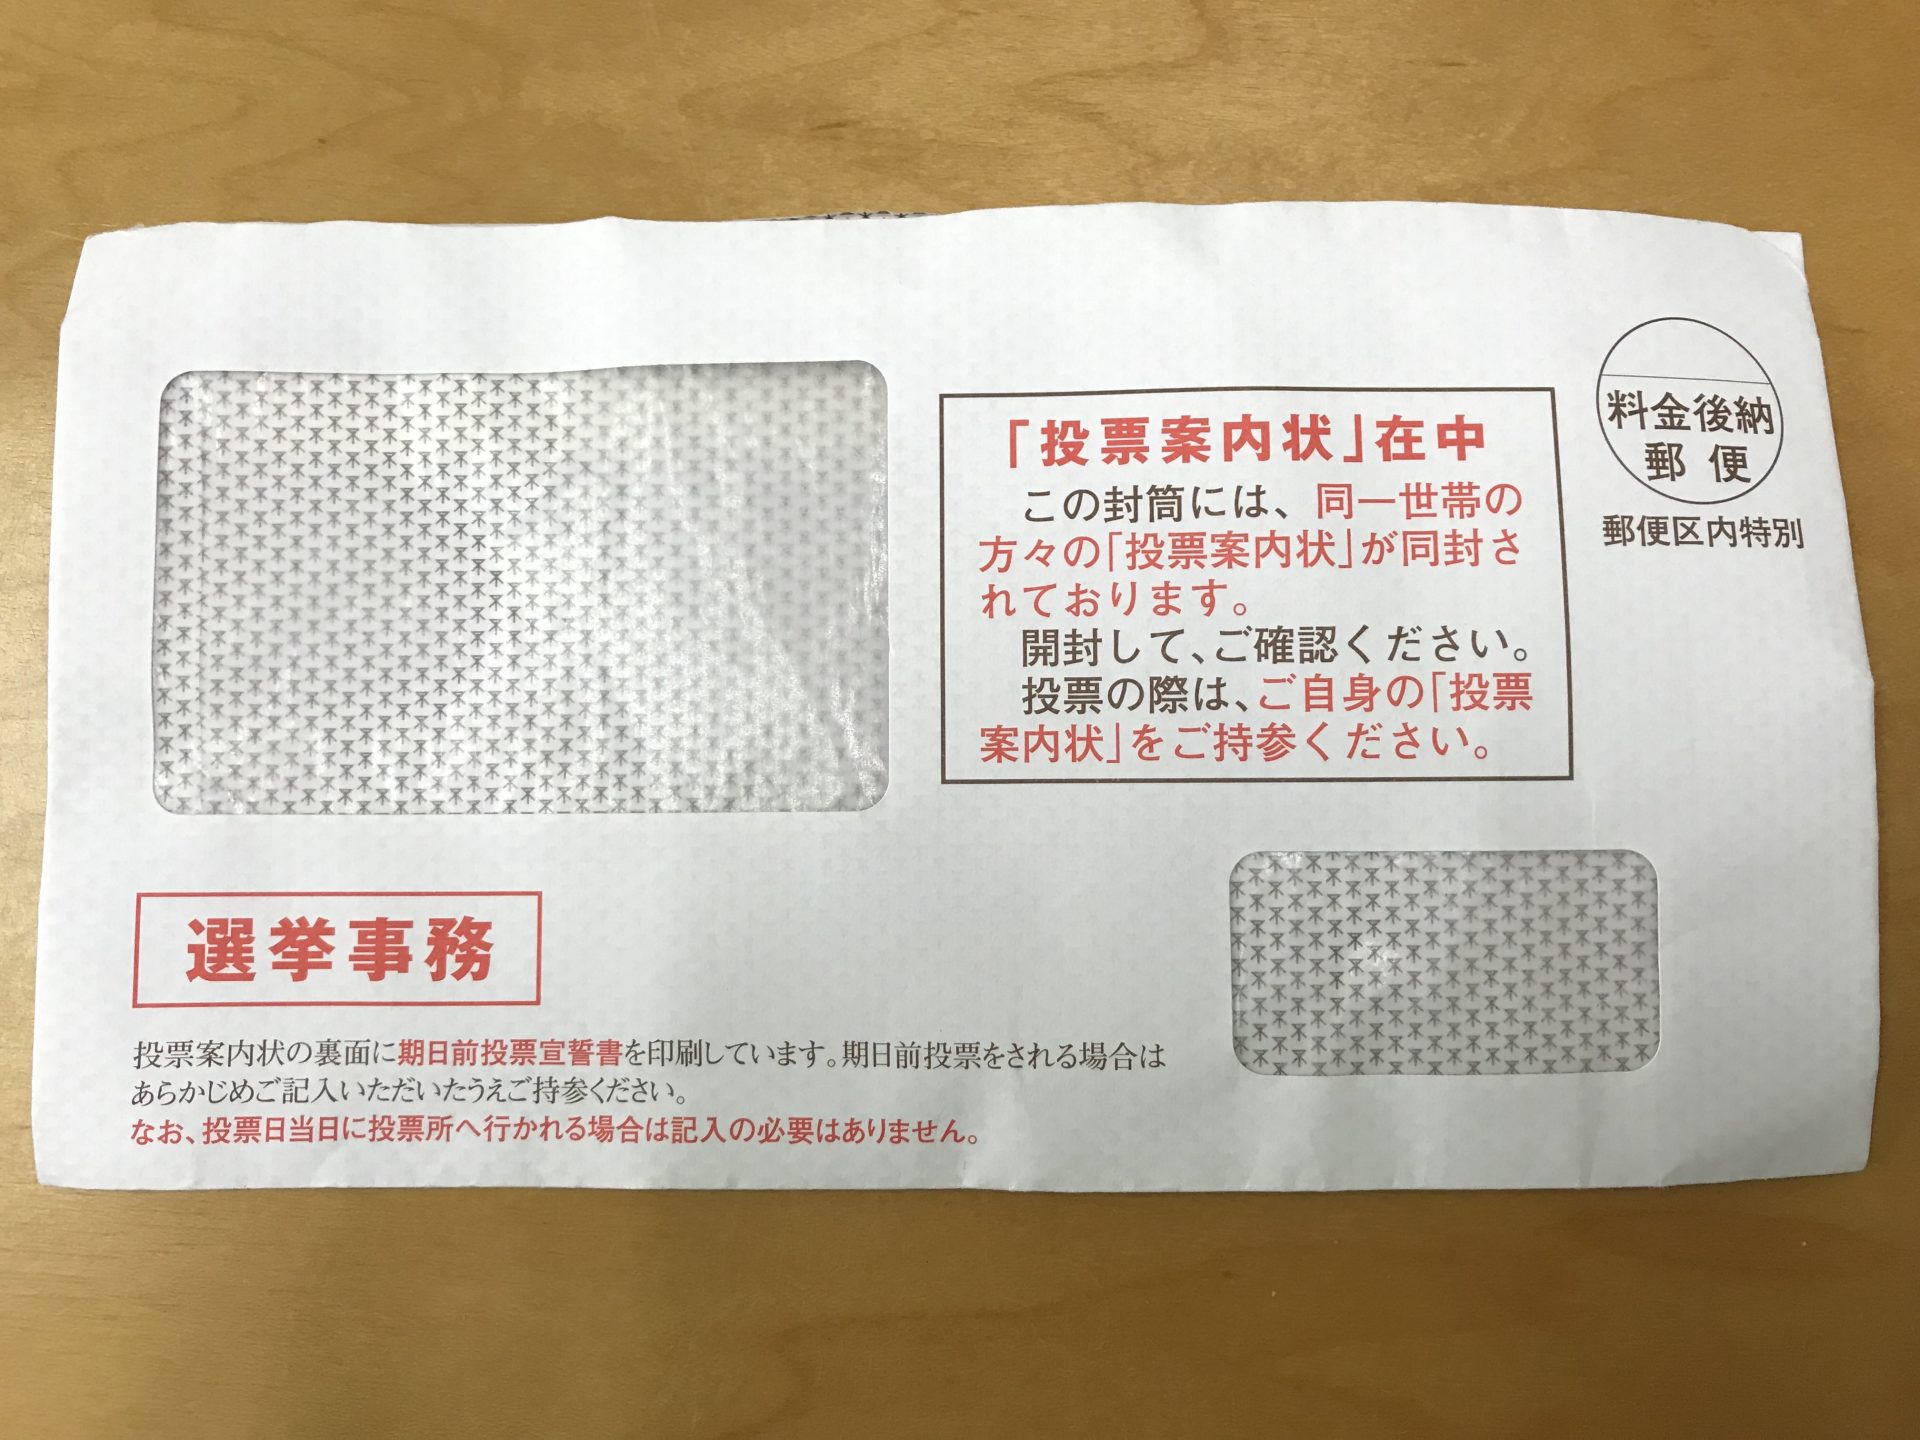 料金後納
郵便
郵便区内特別
「投票案内状」在中
この封筒には、同一世帯の
方々の「投票案内状」が同封さ
れております。
開封して、ご確認ください。
投票の際は、ご自身の「投票
案内状」をご持参ください。
選挙事務
投票案内状の裏面に期日前投票宣誓書を印刷しています。期日前投票をされる場合は
あらかじめご記入いただいたうえご持参ください。
なお、投票日当日に投票所へ行かれる場合は記入の必要はありません。